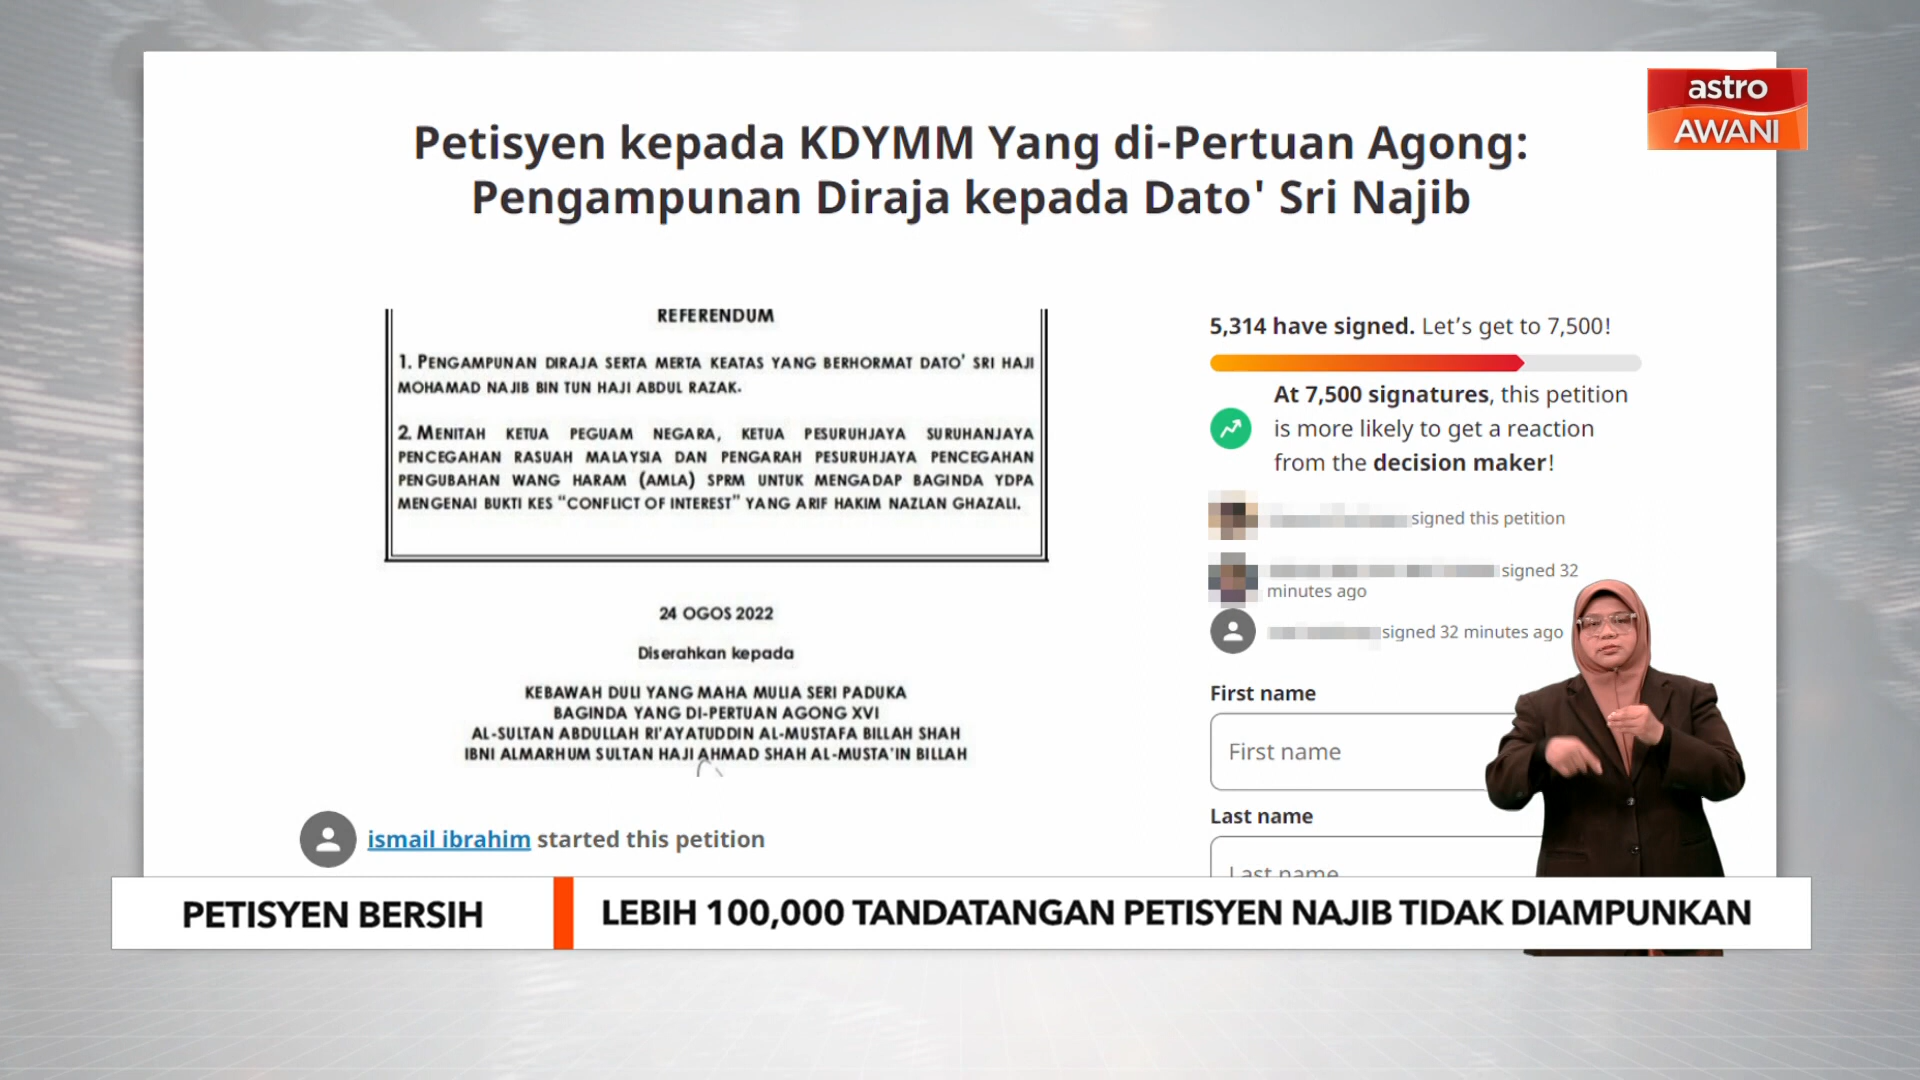 astro
AWANI
Petisyen kepada KDYMM Yang di-Pertuan Agong:
Pengampunan Diraja kepada Dato' Sri Najib
REFERENDUM
1. PENGAMPUNAN DIRAJA SERTA MERTA KEATAS YANG BERHORMAT DATO' SRI HAJI
MOHAMAD NAJIB BIN TUN HAJI ABDUL RAZAK.
2. MENITAH KETUA PEGUAM NEGARA, KETUA PESURUHJAYA SURUHANJAYA
PENCEGAHAN RASUAH MALAYSIA DAN PENGARAH PESURUHJAYA PENCEGAHAN
PENGUBAHAN WANG HARAM (AMLA) SPRM UNTUK MENGADAP BAGINDA YDPA
MENGENAI BUKTI KES "CONFLICT OF INTEREST" YANG ARIF HAKIM NAZLAN GHAZALI.
24 OGOS 2022
Diserahkan kepada
KEBAWAH DULI YANG MAHA MULIA SERI PADUKA
BAGINDA YANG DI-PERTUAN AGONG XVI
AL-SULTAN ABDULLAH RI'AYATUDDIN AL-MUSTAFA BILLAH SHAH
IBNI ALMARHUM SULTAN HAJI AHMAD SHAH AL-MUSTA'IN BILLAH
ismail ibrahim started this petition
5,314 have signed. Let's get to 7,500!
At 7,500 signatures, this petition
is more likely to get a reaction
from the decision maker!
signed this petition
signed 32
minutes ago
signed 32 minutes ago
First name
First name
Last name
Last name
PETISYEN BERSIH
LEBIH 100,000 TANDATANGAN PETISYEN NAJIB TIDAK DIAMPUNKAN